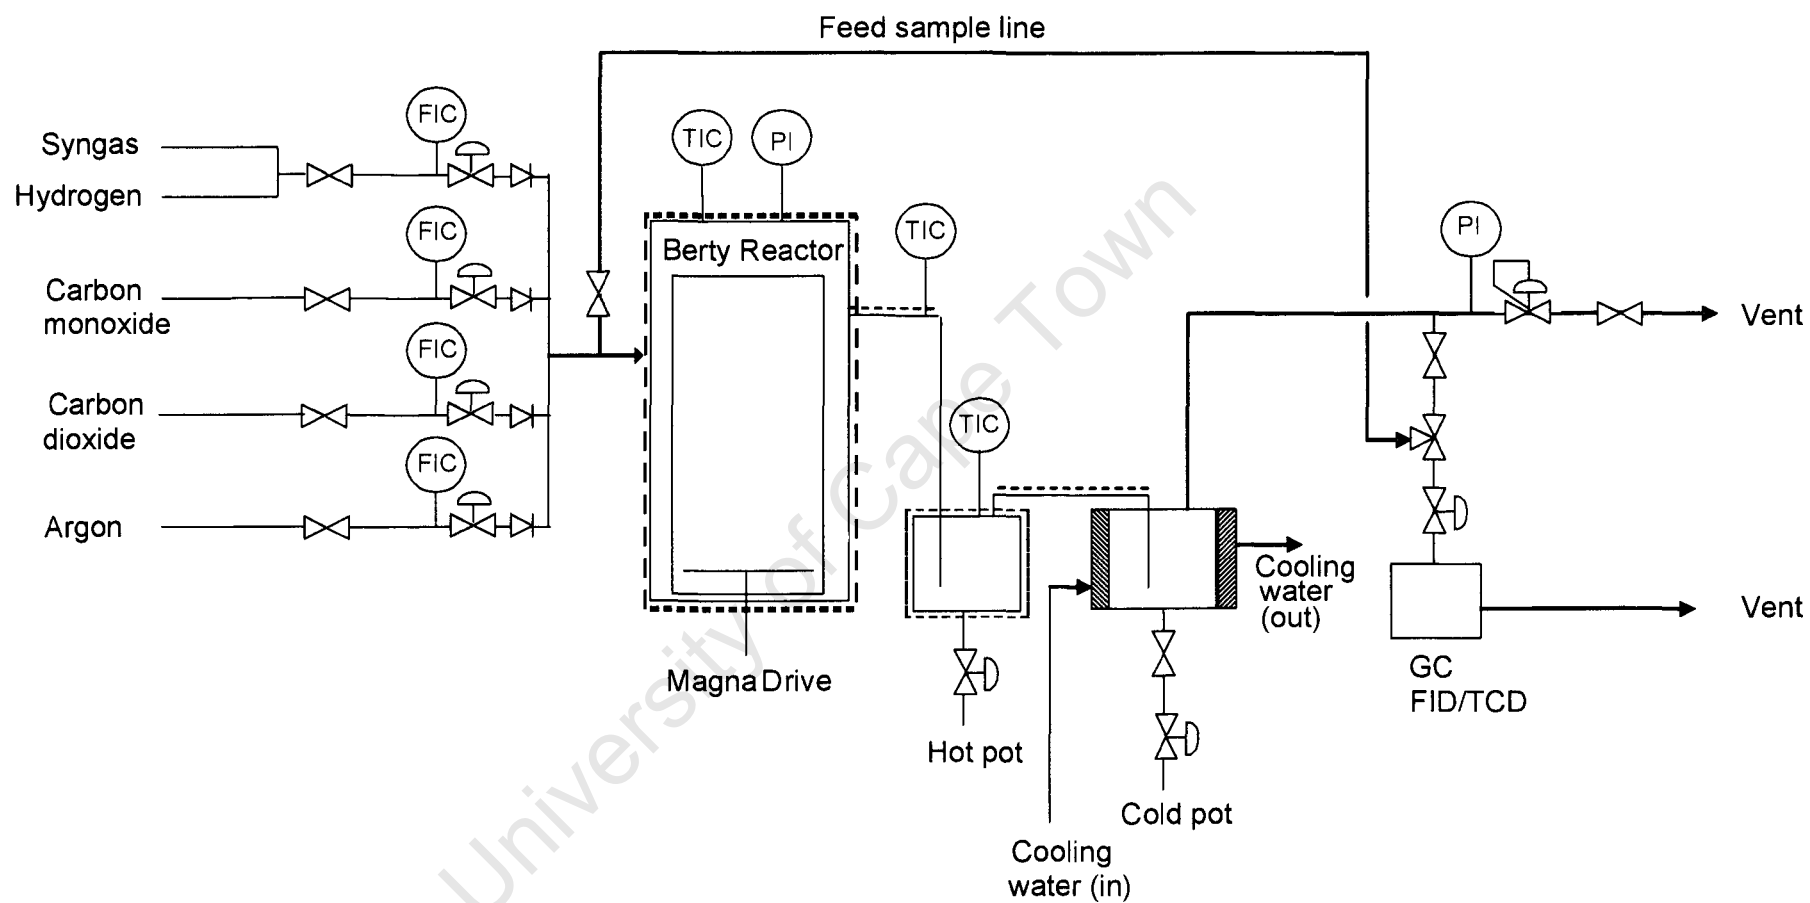 Feed sample line
FIC
Syngas
Hydrogen
TIC
PI
Berty Reactor
FIC
Carbon
monoxide
TIC
PI
Vent
FIC
Carbon
dioxide
TIC
FIC
Argon
Cooling
water
(out)
Vent
Magna Drive
GC
FID/TCD
Hot pot
Cold pot
Cooling
water (in)
University of Cape Town